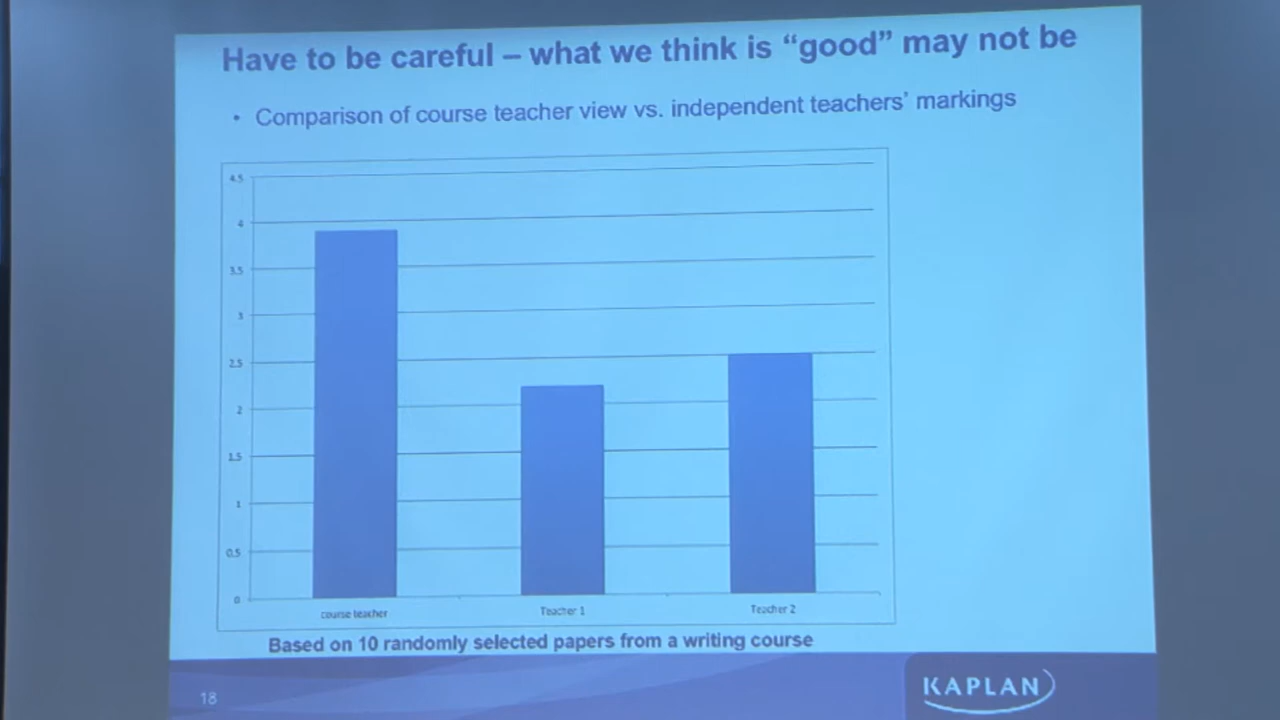 Have to be careful – what we think is “good” may not be
• Comparison of course teacher view vs. independent teachers’ markings
4.5
4
3.5
3
2.5
2
1.5
1
0.5
0
course teacher
Teacher 1
Teacher 2
Based on 10 randomly selected papers from a writing course
18
KAPLAN